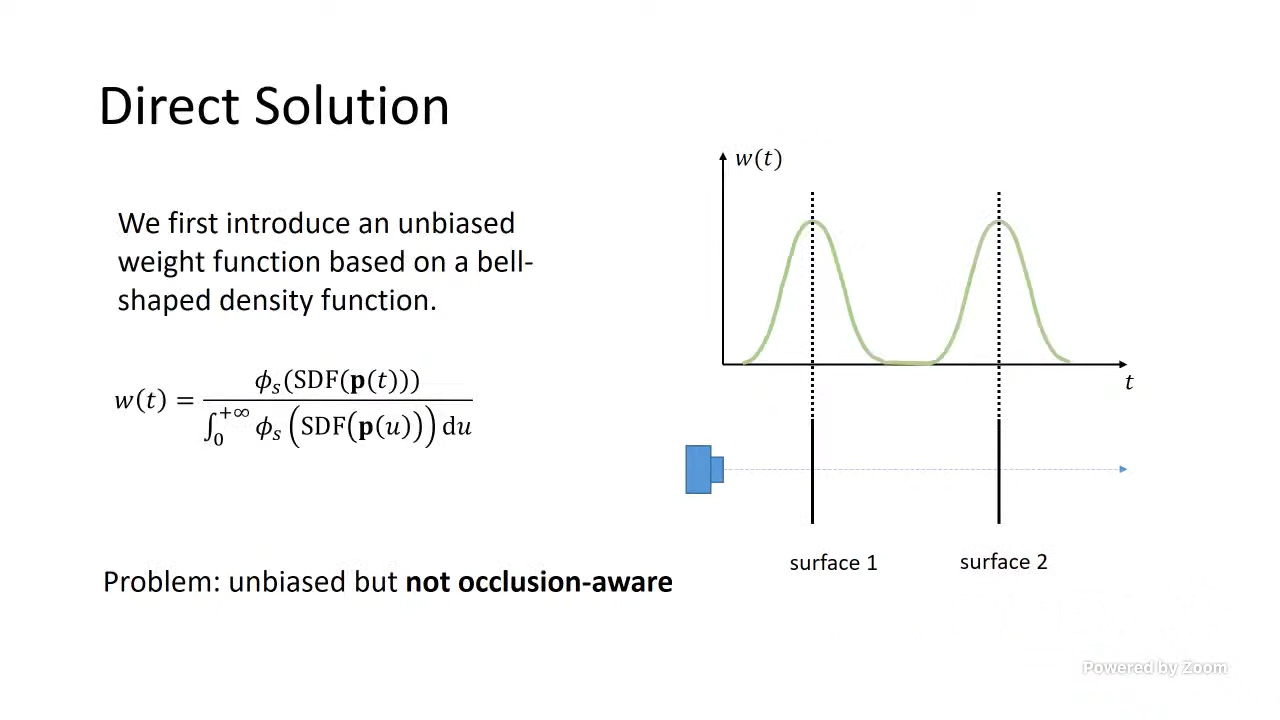 Direct Solution
We first introduce an unbiased
weight function based on a bell-
shaped density function.
w(t) = ϕ_s(SDF(𝐩(t))) / ∫_0^{+∞} ϕ_s(SDF(𝐩(u))) du
Problem: unbiased but not occlusion-aware
w(t)
t
surface 1
surface 2
Powered by Zoom